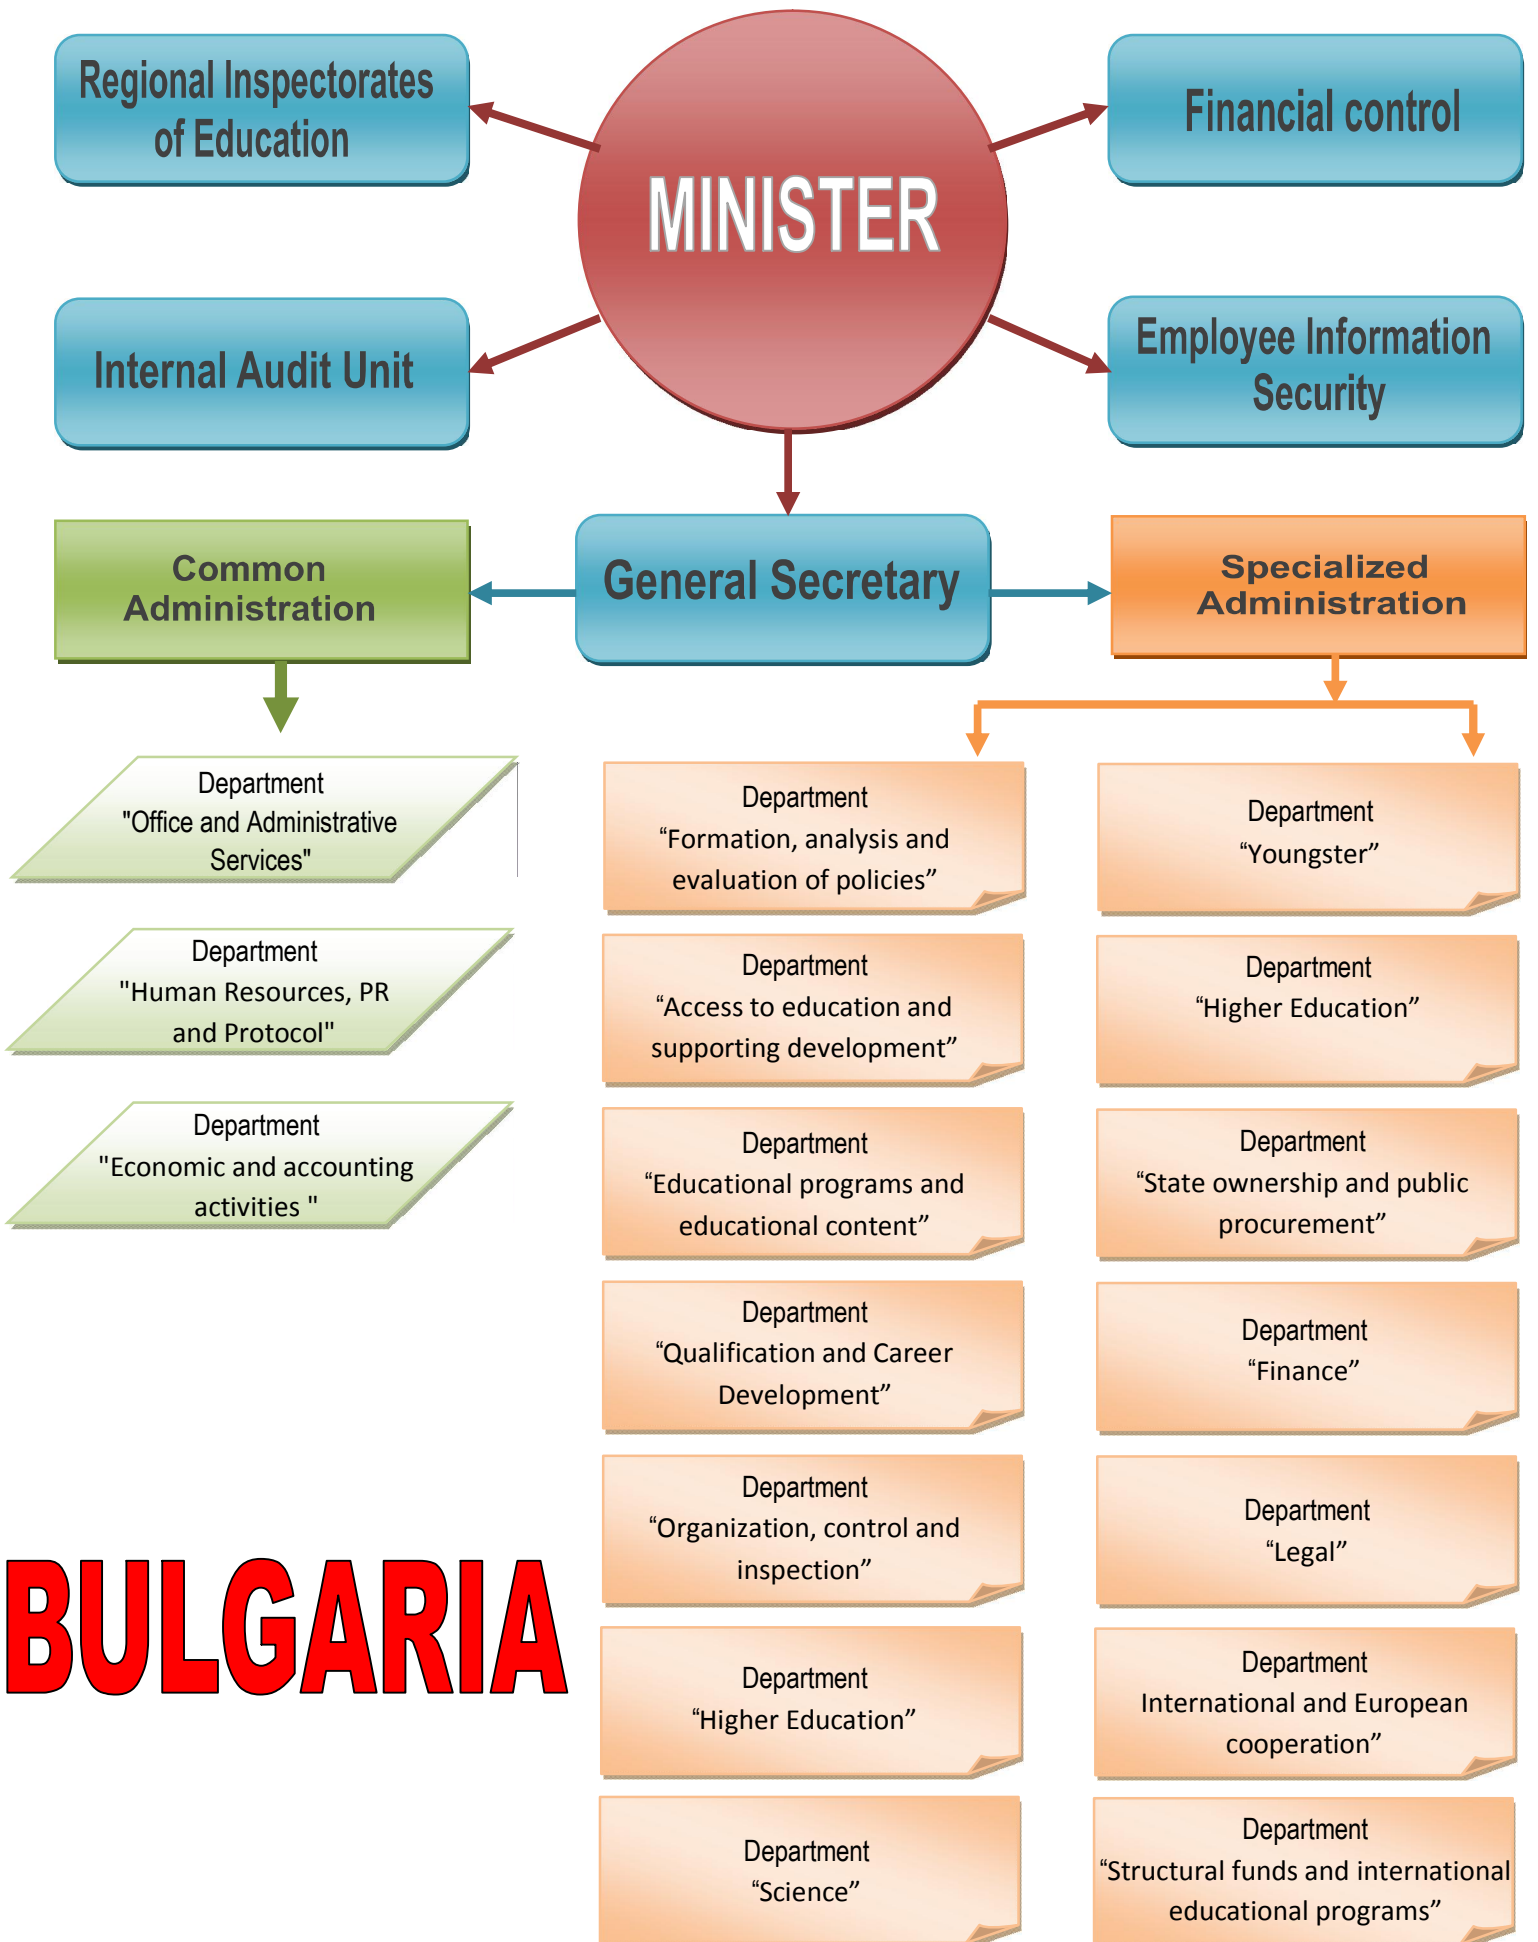 Regional Inspectorates
of Education
MINISTER
Financial control
Internal Audit Unit
Employee Information
Security
Common
Administration
General Secretary
Specialized
Administration
Department
"Office and Administrative
Services"
Department
"Human Resources, PR
and Protocol"
Department
"Economic and accounting
activities "
Department
“Formation, analysis and
evaluation of policies”
Department
“Access to education and
supporting development”
Department
“Educational programs and
educational content”
Department
“Qualification and Career
Development”
Department
“Organization, control and
inspection”
Department
“Higher Education”
Department
“Science”
Department
“Youngster”
Department
“Higher Education”
Department
“State ownership and public
procurement”
Department
“Finance”
Department
“Legal”
Department
International and European
cooperation”
Department
“Structural funds and international
educational programs”
BULGARIA